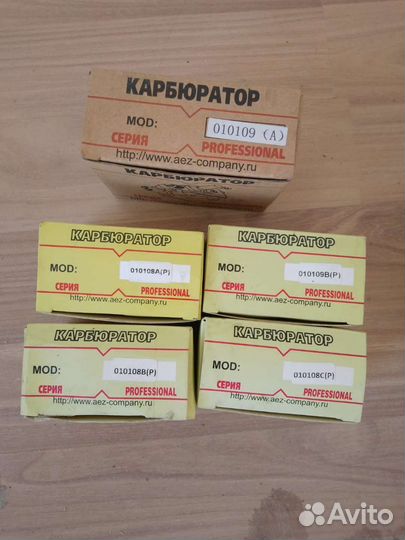 КАРБЮРАТОР
MOD: 010109 (A)
СЕРИЯ PROFESSIONAL
http://www.aez-company.ru
КАРБЮРАТОР
КАРБЮРАТОР
MOD: 010108A(P)
СЕРИЯ PROFESSIONAL
http://www.aez-company.ru
КАРБЮРАТОР
MOD: 010109B(P)
СЕРИЯ PROFESSIONAL
http://www.aez-company.ru
КАРБЮРАТОР
MOD: 010108B(P)
СЕРИЯ PROFESSIONAL
http://www.aez-company.ru
КАРБЮРАТОР
MOD: 010108C(P)
СЕРИЯ PROFESSIONAL
http://www.aez-company.ru
Avito